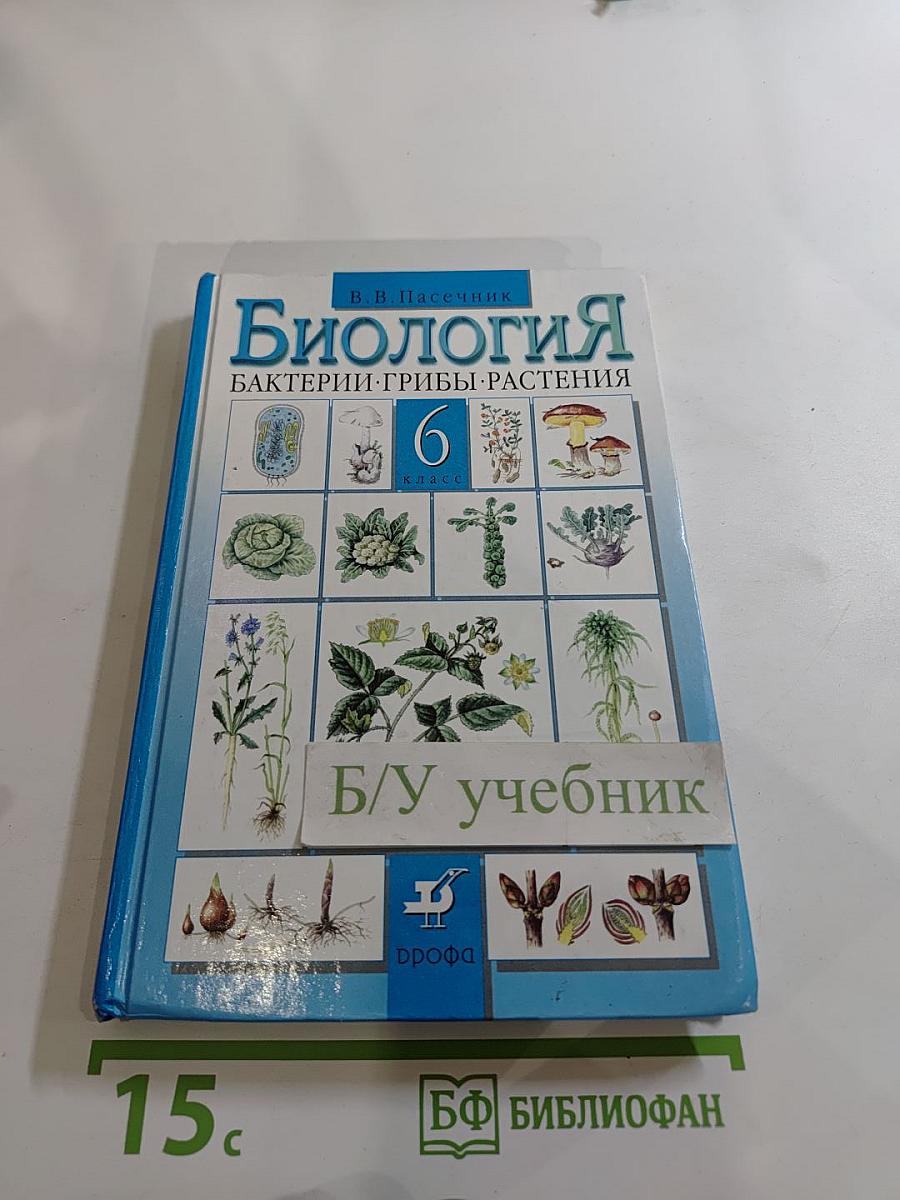 В.В.Пасечник
БиологиЯ
БАКТЕРИИ·ГРИБЫ·РАСТЕНИЯ
6
класс
Б/У учебник
дрофа
15с
БФ БИБЛИОФАН